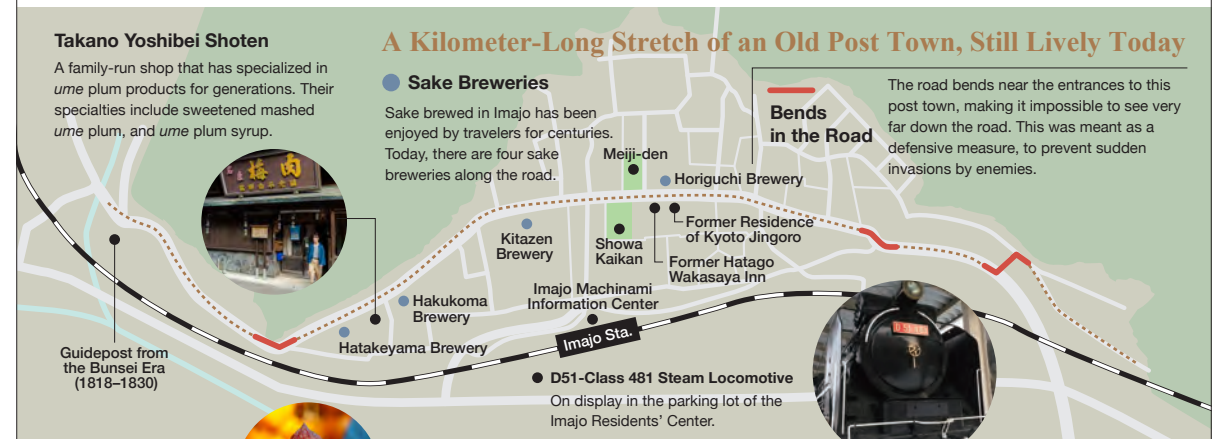 Takano Yoshibei Shoten
A family-run shop that has specialized in
ume plum products for generations. Their
specialties include sweetened mashed
ume plum, and ume plum syrup.
A Kilometer-Long Stretch of an Old Post Town, Still Lively Today
Sake Breweries
Sake brewed in Imajo has been
enjoyed by travelers for centuries.
Today, there are four sake
breweries along the road.
Bends
in the Road
The road bends near the entrances to this
post town, making it impossible to see very
far down the road. This was meant as a
defensive measure, to prevent sudden
invasions by enemies.
Meiji-den
Horiguchi Brewery
Former Residence
of Kyoto Jingoro
Former Hatago
Wakasaya Inn
Showa
Kaikan
Kitazen
Brewery
Imajo Machinami
Information Center
Imajo Sta.
Hakukoma
Brewery
Hatakeyama Brewery
Guidepost from
the Bunsei Era
(1818–1830)
D51-Class 481 Steam Locomotive
On display in the parking lot of the
Imajo Residents' Center.
肉梅